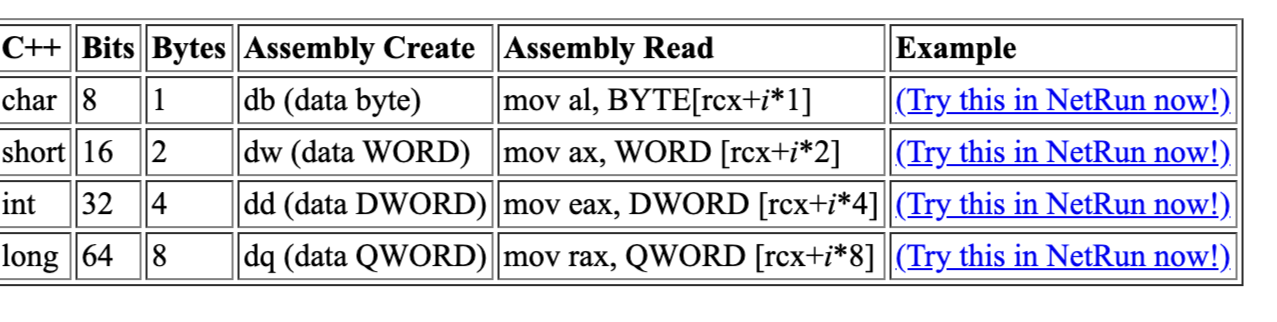 C++ Bits Bytes Assembly Create Assembly Read Example
char 8 1 db (data byte) mov al, BYTE[rcx+i*1] (Try this in NetRun now!)
short 16 2 dw (data WORD) mov ax, WORD [rcx+i*2] (Try this in NetRun now!)
int 32 4 dd (data DWORD) mov eax, DWORD [rcx+i*4] (Try this in NetRun now!)
long 64 8 dq (data QWORD) mov rax, QWORD [rcx+i*8] (Try this in NetRun now!)